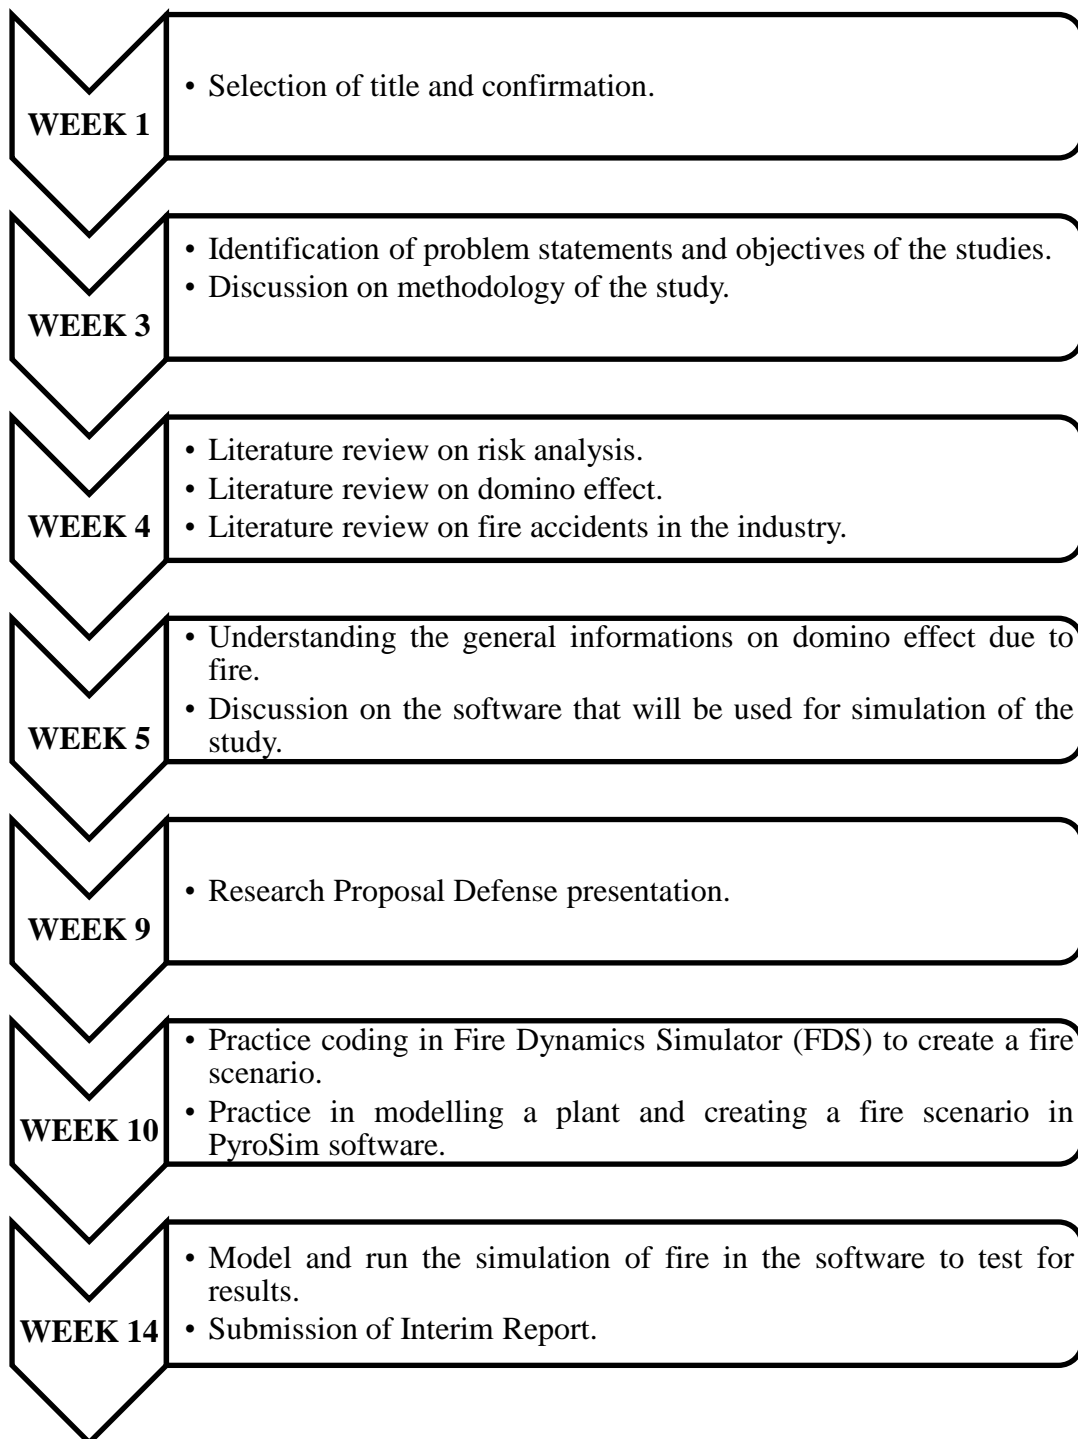 WEEK 1
• Selection of title and confirmation.
WEEK 3
• Identification of problem statements and objectives of the studies.
• Discussion on methodology of the study.
WEEK 4
• Literature review on risk analysis.
• Literature review on domino effect.
• Literature review on fire accidents in the industry.
WEEK 5
• Understanding the general informations on domino effect due to
fire.
• Discussion on the software that will be used for simulation of the
study.
WEEK 9
• Research Proposal Defense presentation.
WEEK 10
• Practice coding in Fire Dynamics Simulator (FDS) to create a fire
scenario.
• Practice in modelling a plant and creating a fire scenario in
PyroSim software.
WEEK 14
• Model and run the simulation of fire in the software to test for
results.
• Submission of Interim Report.